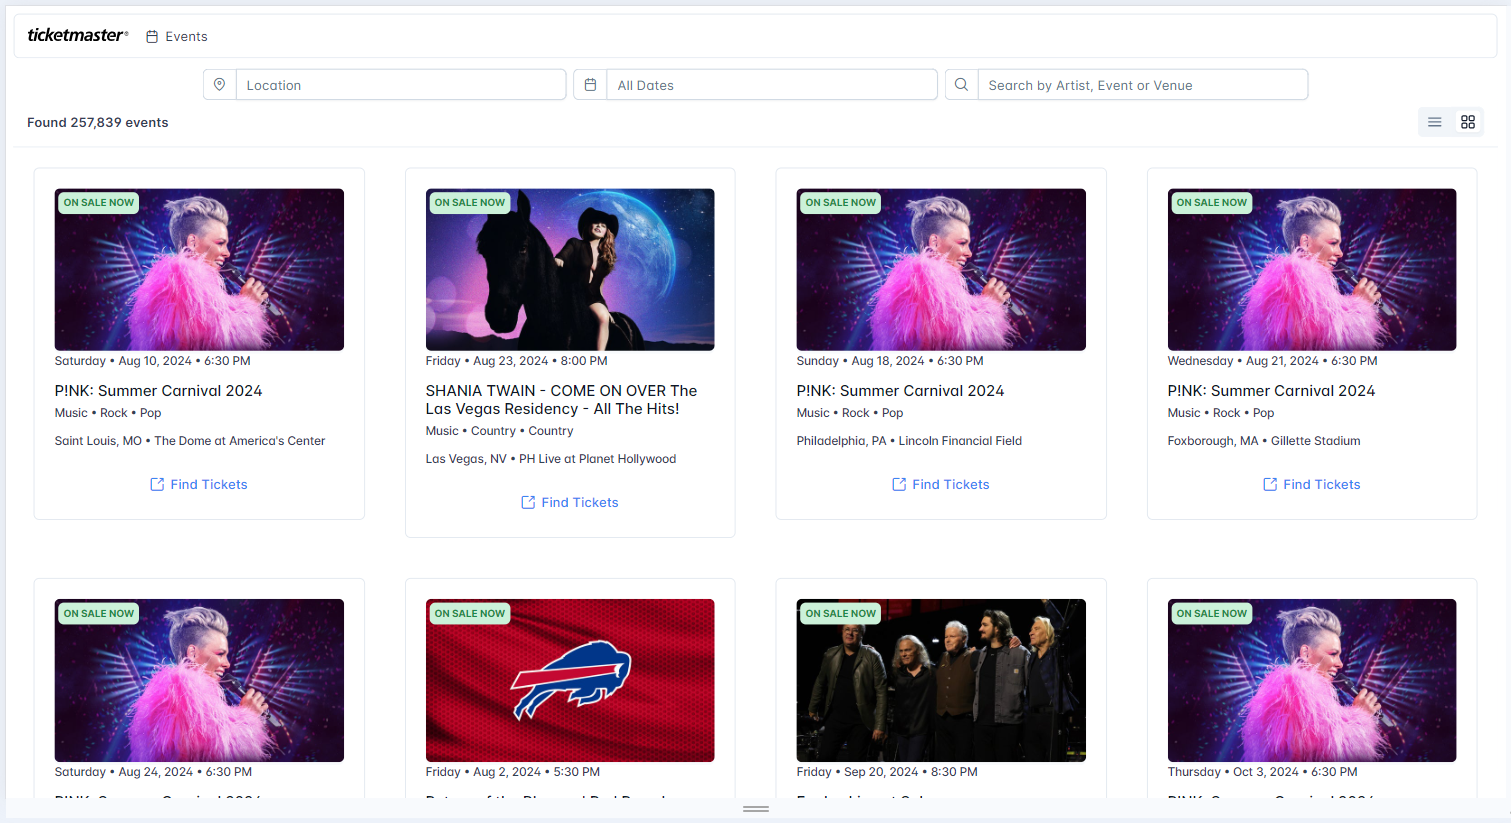 ticketmaster®
Events
Location
All Dates
Search by Artist, Event or Venue
Found 257,839 events
ON SALE NOW
Saturday • Aug 10, 2024 • 6:30 PM
P!NK: Summer Carnival 2024
Music • Rock • Pop
Saint Louis, MO • The Dome at America's Center
Find Tickets
ON SALE NOW
Friday • Aug 23, 2024 • 8:00 PM
SHANIA TWAIN - COME ON OVER The
Las Vegas Residency - All The Hits!
Music • Country • Country
Las Vegas, NV • PH Live at Planet Hollywood
Find Tickets
ON SALE NOW
Sunday • Aug 18, 2024 • 6:30 PM
P!NK: Summer Carnival 2024
Music • Rock • Pop
Philadelphia, PA • Lincoln Financial Field
Find Tickets
ON SALE NOW
Wednesday • Aug 21, 2024 • 6:30 PM
P!NK: Summer Carnival 2024
Music • Rock • Pop
Foxborough, MA • Gillette Stadium
Find Tickets
ON SALE NOW
Saturday • Aug 24, 2024 • 6:30 PM
ON SALE NOW
Friday • Aug 2, 2024 • 5:30 PM
ON SALE NOW
Friday • Sep 20, 2024 • 8:30 PM
ON SALE NOW
Thursday • Oct 3, 2024 • 6:30 PM